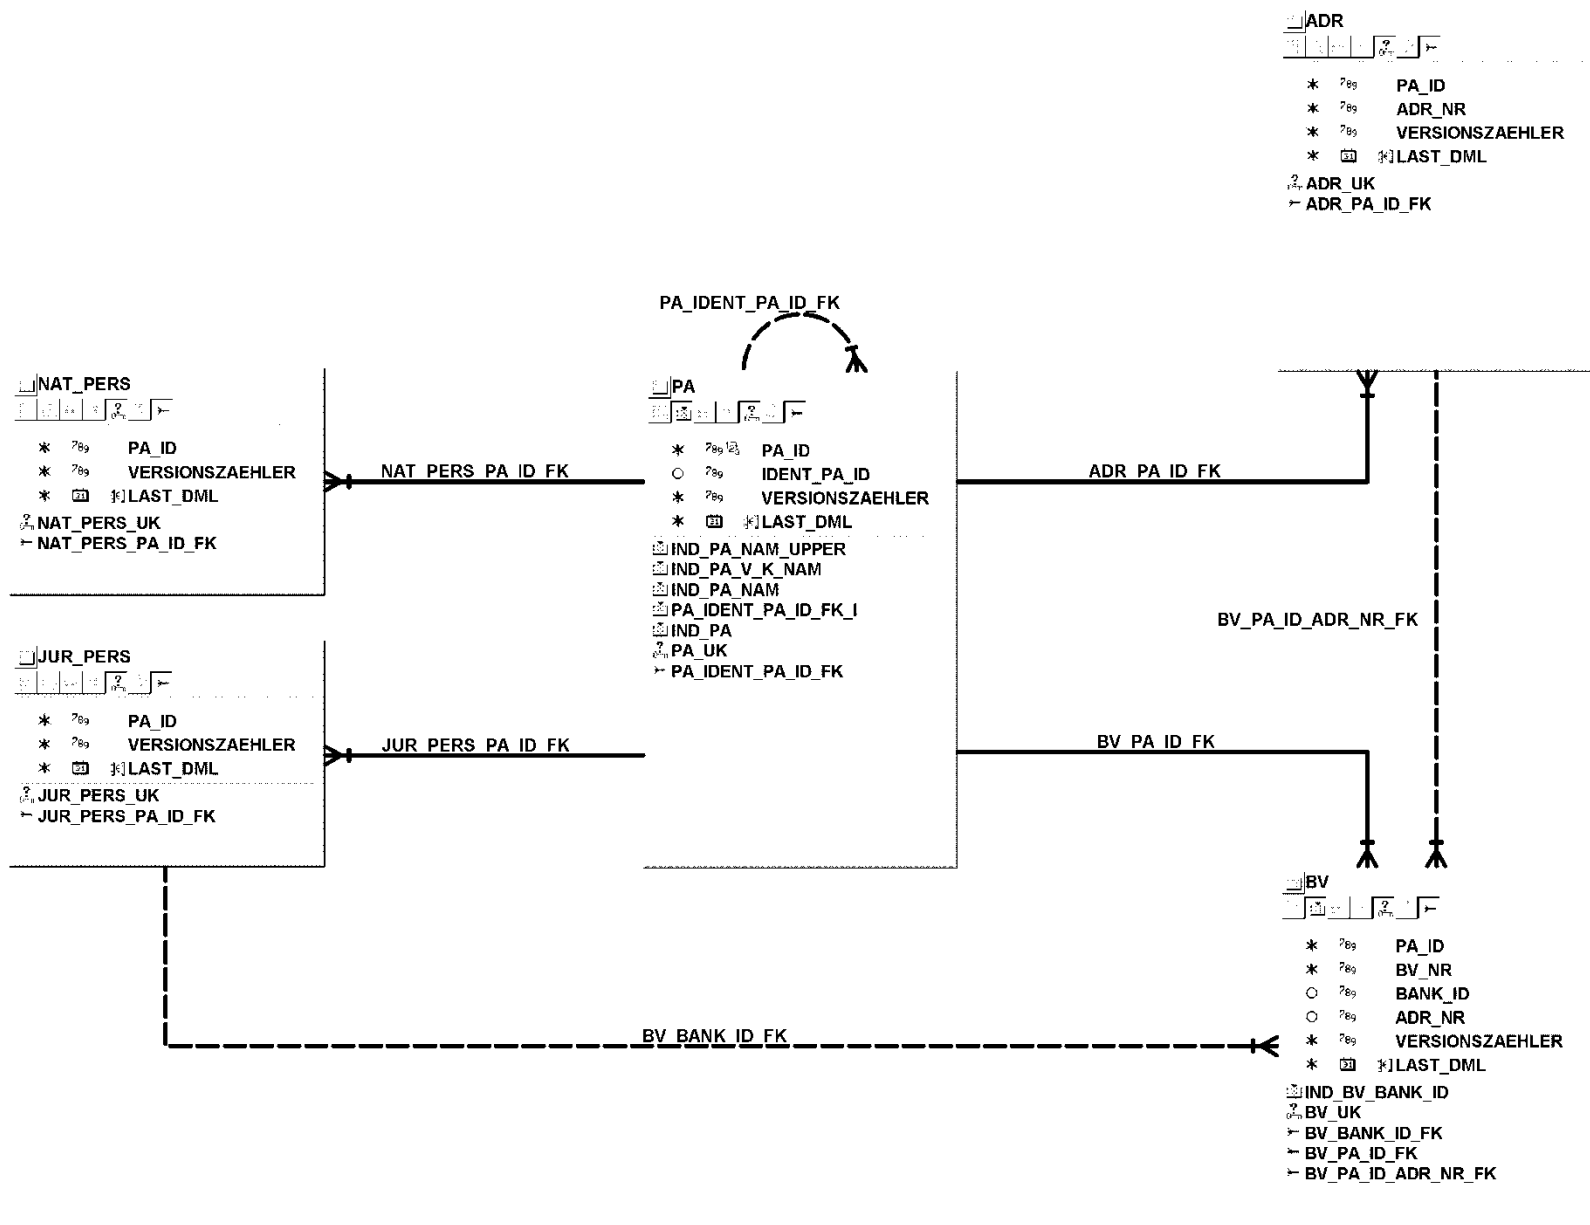 ADR
PA_ID
ADR_NR
VERSIONSZAEHLER
LAST_DML
ADR_UK
ADR_PA_ID_FK
PA_IDENT_PA_ID_FK
NAT_PERS
PA_ID
VERSIONSZAEHLER
LAST_DML
NAT_PERS_UK
NAT_PERS_PA_ID_FK
NAT_PERS_PA_ID_FK
PA
PA_ID
IDENT_PA_ID
VERSIONSZAEHLER
LAST_DML
IND_PA_NAM_UPPER
IND_PA_V_K_NAM
IND_PA_NAM
PA_IDENT_PA_ID_FK_I
IND_PA
PA_UK
PA_IDENT_PA_ID_FK
ADR_PA_ID_FK
BV_PA_ID_ADR_NR_FK
JUR_PERS
PA_ID
VERSIONSZAEHLER
LAST_DML
JUR_PERS_UK
JUR_PERS_PA_ID_FK
JUR_PERS_PA_ID_FK
BV_PA_ID_FK
BV_BANK_ID_FK
BV
PA_ID
BV_NR
BANK_ID
ADR_NR
VERSIONSZAEHLER
LAST_DML
IND_BV_BANK_ID
BV_UK
BV_BANK_ID_FK
BV_PA_ID_FK
BV_PA_ID_ADR_NR_FK